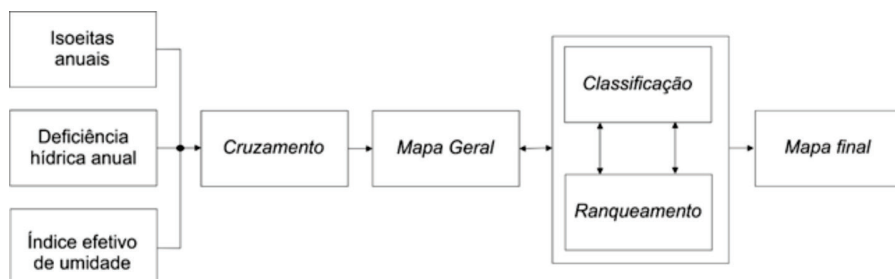 Isoeitas
anuais
Deficiência
hídrica anual
Índice efetivo
de umidade
Cruzamento
Mapa Geral
Classificação
Ranqueamento
Mapa final